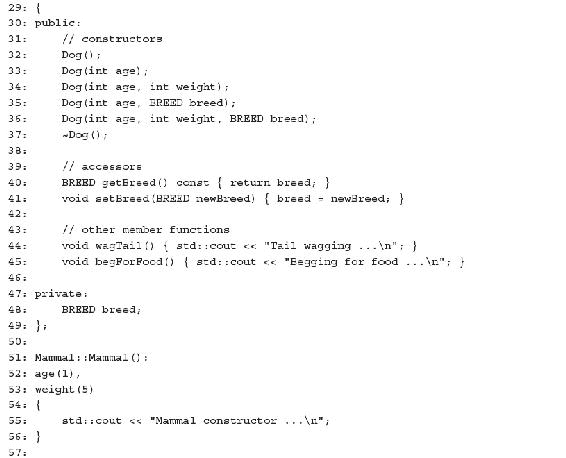 29: {
30: public:
31:     // constructors
32:     Dog();
33:     Dog(int age);
34:     Dog(int age, int weight);
35:     Dog(int age, BREED breed);
36:     Dog(int age, int weight, BREED breed);
37:     ~Dog();
38:
39:     // accessors
40:     BREED getBreed() const { return breed; }
41:     void setBreed(BREED newBreed) { breed = newBreed; }
42:
43:     // other member functions
44:     void wagTail() { std::cout << "Tail wagging ...\n"; }
45:     void begForFood() { std::cout << "Begging for food ...\n"; }
46:
47: private:
48:     BREED breed;
49: };
50:
51: Mammal::Mammal():
52: age(1),
53: weight(5)
54: {
55:     std::cout << "Mammal constructor ...\n";
56: }
57: